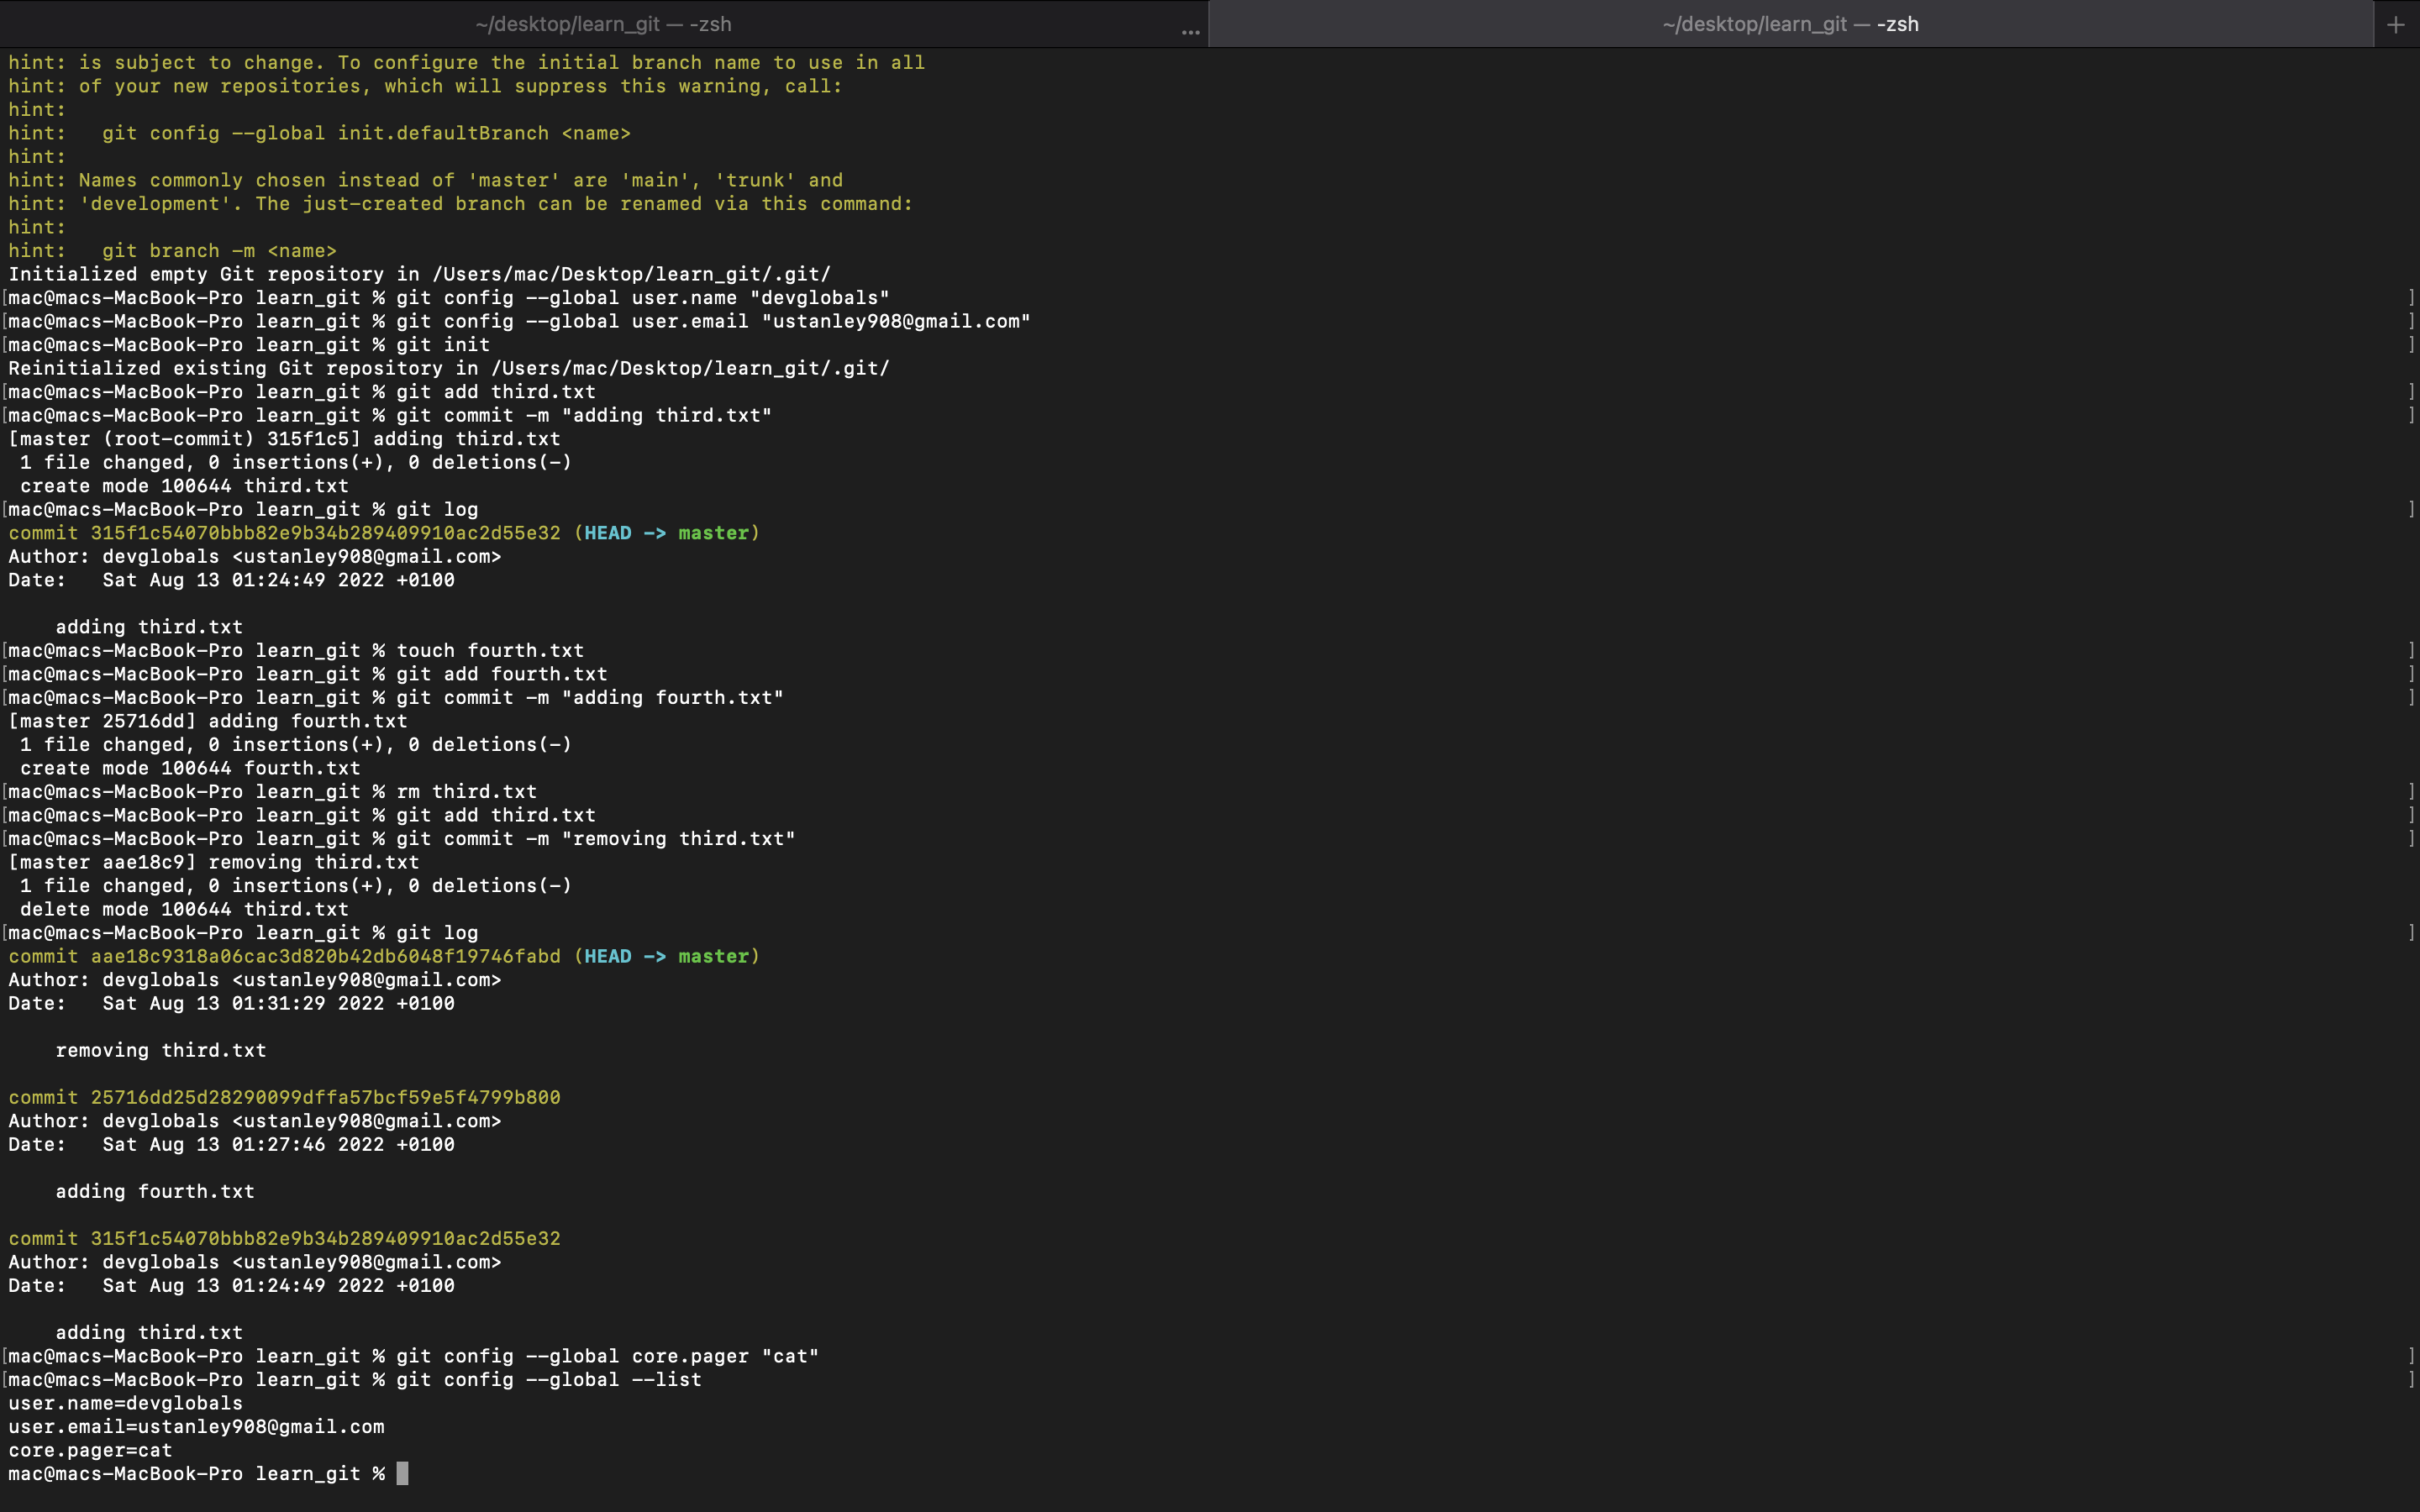 ~/desktop/learn_git — -zsh ... ~/desktop/learn_git — -zsh +
hint: is subject to change. To configure the initial branch name to use in all
hint: of your new repositories, which will suppress this warning, call:
hint:
hint:   git config --global init.defaultBranch <name>
hint:
hint: Names commonly chosen instead of 'master' are 'main', 'trunk' and
hint: 'development'. The just-created branch can be renamed via this command:
hint:
hint:   git branch -m <name>
Initialized empty Git repository in /Users/mac/Desktop/learn_git/.git/
[mac@macs-MacBook-Pro learn_git % git config --global user.name "devglobals" ]
[mac@macs-MacBook-Pro learn_git % git config --global user.email "ustanley908@gmail.com" ]
[mac@macs-MacBook-Pro learn_git % git init ]
Reinitialized existing Git repository in /Users/mac/Desktop/learn_git/.git/
[mac@macs-MacBook-Pro learn_git % git add third.txt ]
[mac@macs-MacBook-Pro learn_git % git commit -m "adding third.txt" ]
[master (root-commit) 315f1c5] adding third.txt
 1 file changed, 0 insertions(+), 0 deletions(-)
 create mode 100644 third.txt
[mac@macs-MacBook-Pro learn_git % git log ]
commit 315f1c54070bbb82e9b34b289409910ac2d55e32 (HEAD -> master)
Author: devglobals <ustanley908@gmail.com>
Date:   Sat Aug 13 01:24:49 2022 +0100

    adding third.txt
[mac@macs-MacBook-Pro learn_git % touch fourth.txt ]
[mac@macs-MacBook-Pro learn_git % git add fourth.txt ]
[mac@macs-MacBook-Pro learn_git % git commit -m "adding fourth.txt" ]
[master 25716dd] adding fourth.txt
 1 file changed, 0 insertions(+), 0 deletions(-)
 create mode 100644 fourth.txt
[mac@macs-MacBook-Pro learn_git % rm third.txt ]
[mac@macs-MacBook-Pro learn_git % git add third.txt ]
[mac@macs-MacBook-Pro learn_git % git commit -m "removing third.txt" ]
[master aae18c9] removing third.txt
 1 file changed, 0 insertions(+), 0 deletions(-)
 delete mode 100644 third.txt
[mac@macs-MacBook-Pro learn_git % git log ]
commit aae18c9318a06cac3d820b42db6048f19746fabd (HEAD -> master)
Author: devglobals <ustanley908@gmail.com>
Date:   Sat Aug 13 01:31:29 2022 +0100

    removing third.txt

commit 25716dd25d28290099dffa57bcf59e5f4799b800
Author: devglobals <ustanley908@gmail.com>
Date:   Sat Aug 13 01:27:46 2022 +0100

    adding fourth.txt

commit 315f1c54070bbb82e9b34b289409910ac2d55e32
Author: devglobals <ustanley908@gmail.com>
Date:   Sat Aug 13 01:24:49 2022 +0100

    adding third.txt
[mac@macs-MacBook-Pro learn_git % git config --global core.pager "cat" ]
[mac@macs-MacBook-Pro learn_git % git config --global --list ]
user.name=devglobals
user.email=ustanley908@gmail.com
core.pager=cat
mac@macs-MacBook-Pro learn_git %